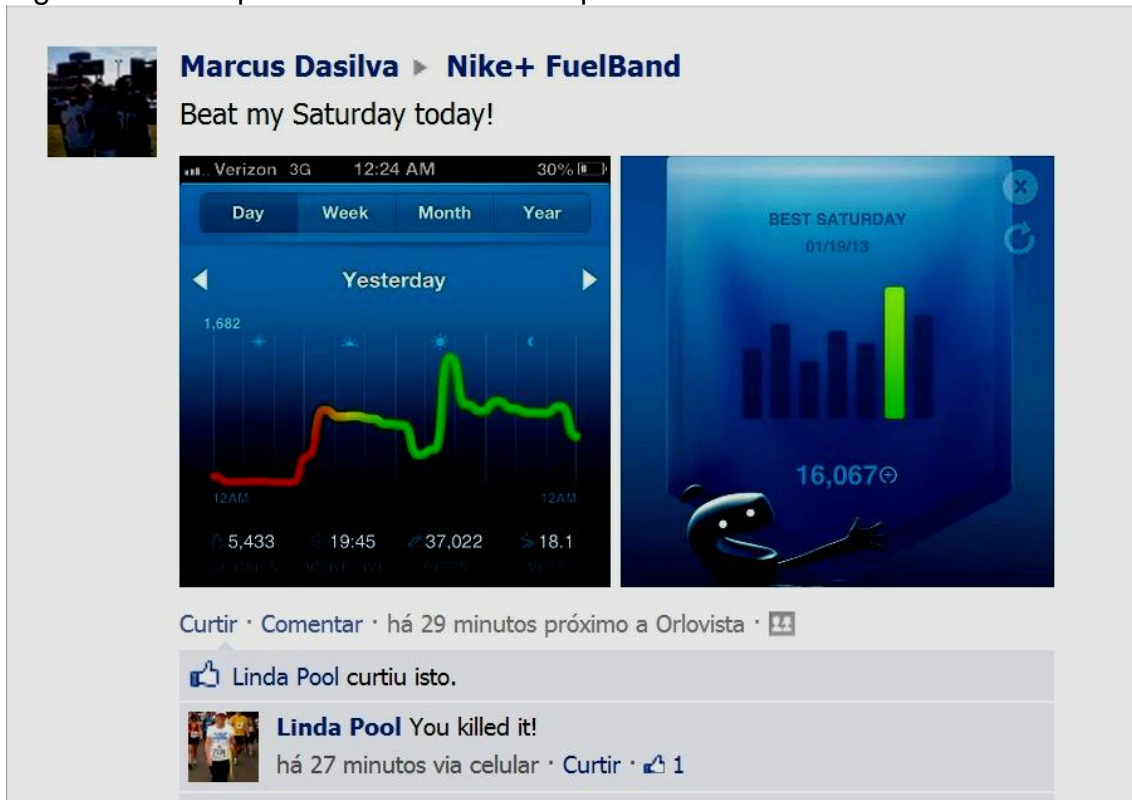 Marcus Dasilva ▸ Nike+ FuelBand
Beat my Saturday today!
Verizon 3G 12:24 AM 30%
Day Week Month Year
Yesterday
1,682
12AM 12AM
5,433 19:45 37,022 18.1
BEST SATURDAY
01/19/13
16,067
Curtir · Comentar · há 29 minutos próximo a Orlovista ·
Linda Pool curtiu isto.
Linda Pool You killed it!
há 27 minutos via celular · Curtir · 1